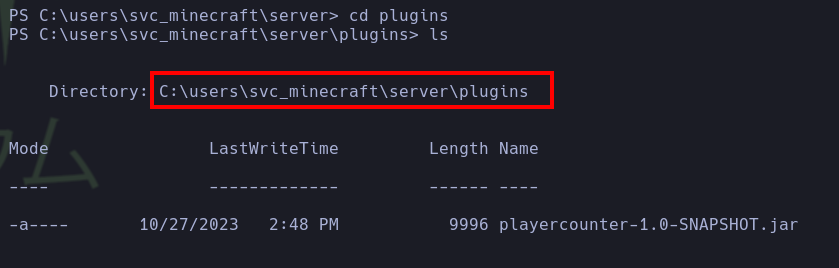 PS C:\users\svc_minecraft\server> cd plugins
PS C:\users\svc_minecraft\server\plugins> ls
Directory: C:\users\svc_minecraft\server\plugins
Mode LastWriteTime Length Name
---- ------------- ------ ----
-a---- 10/27/2023 2:48 PM 9996 playercounter-1.0-SNAPSHOT.jar